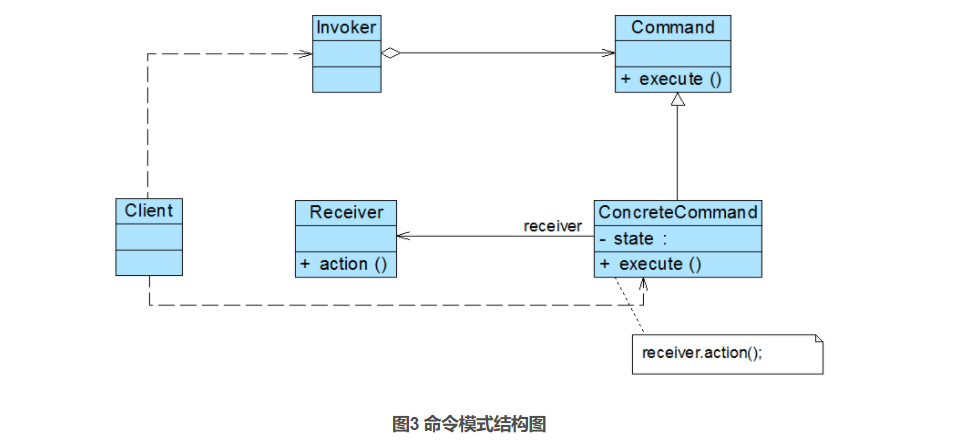 Invoker
Command
+ execute ()
Client
Receiver
+ action ()
receiver
ConcreteCommand
- state :
+ execute ()
receiver.action();
图3 命令模式结构图